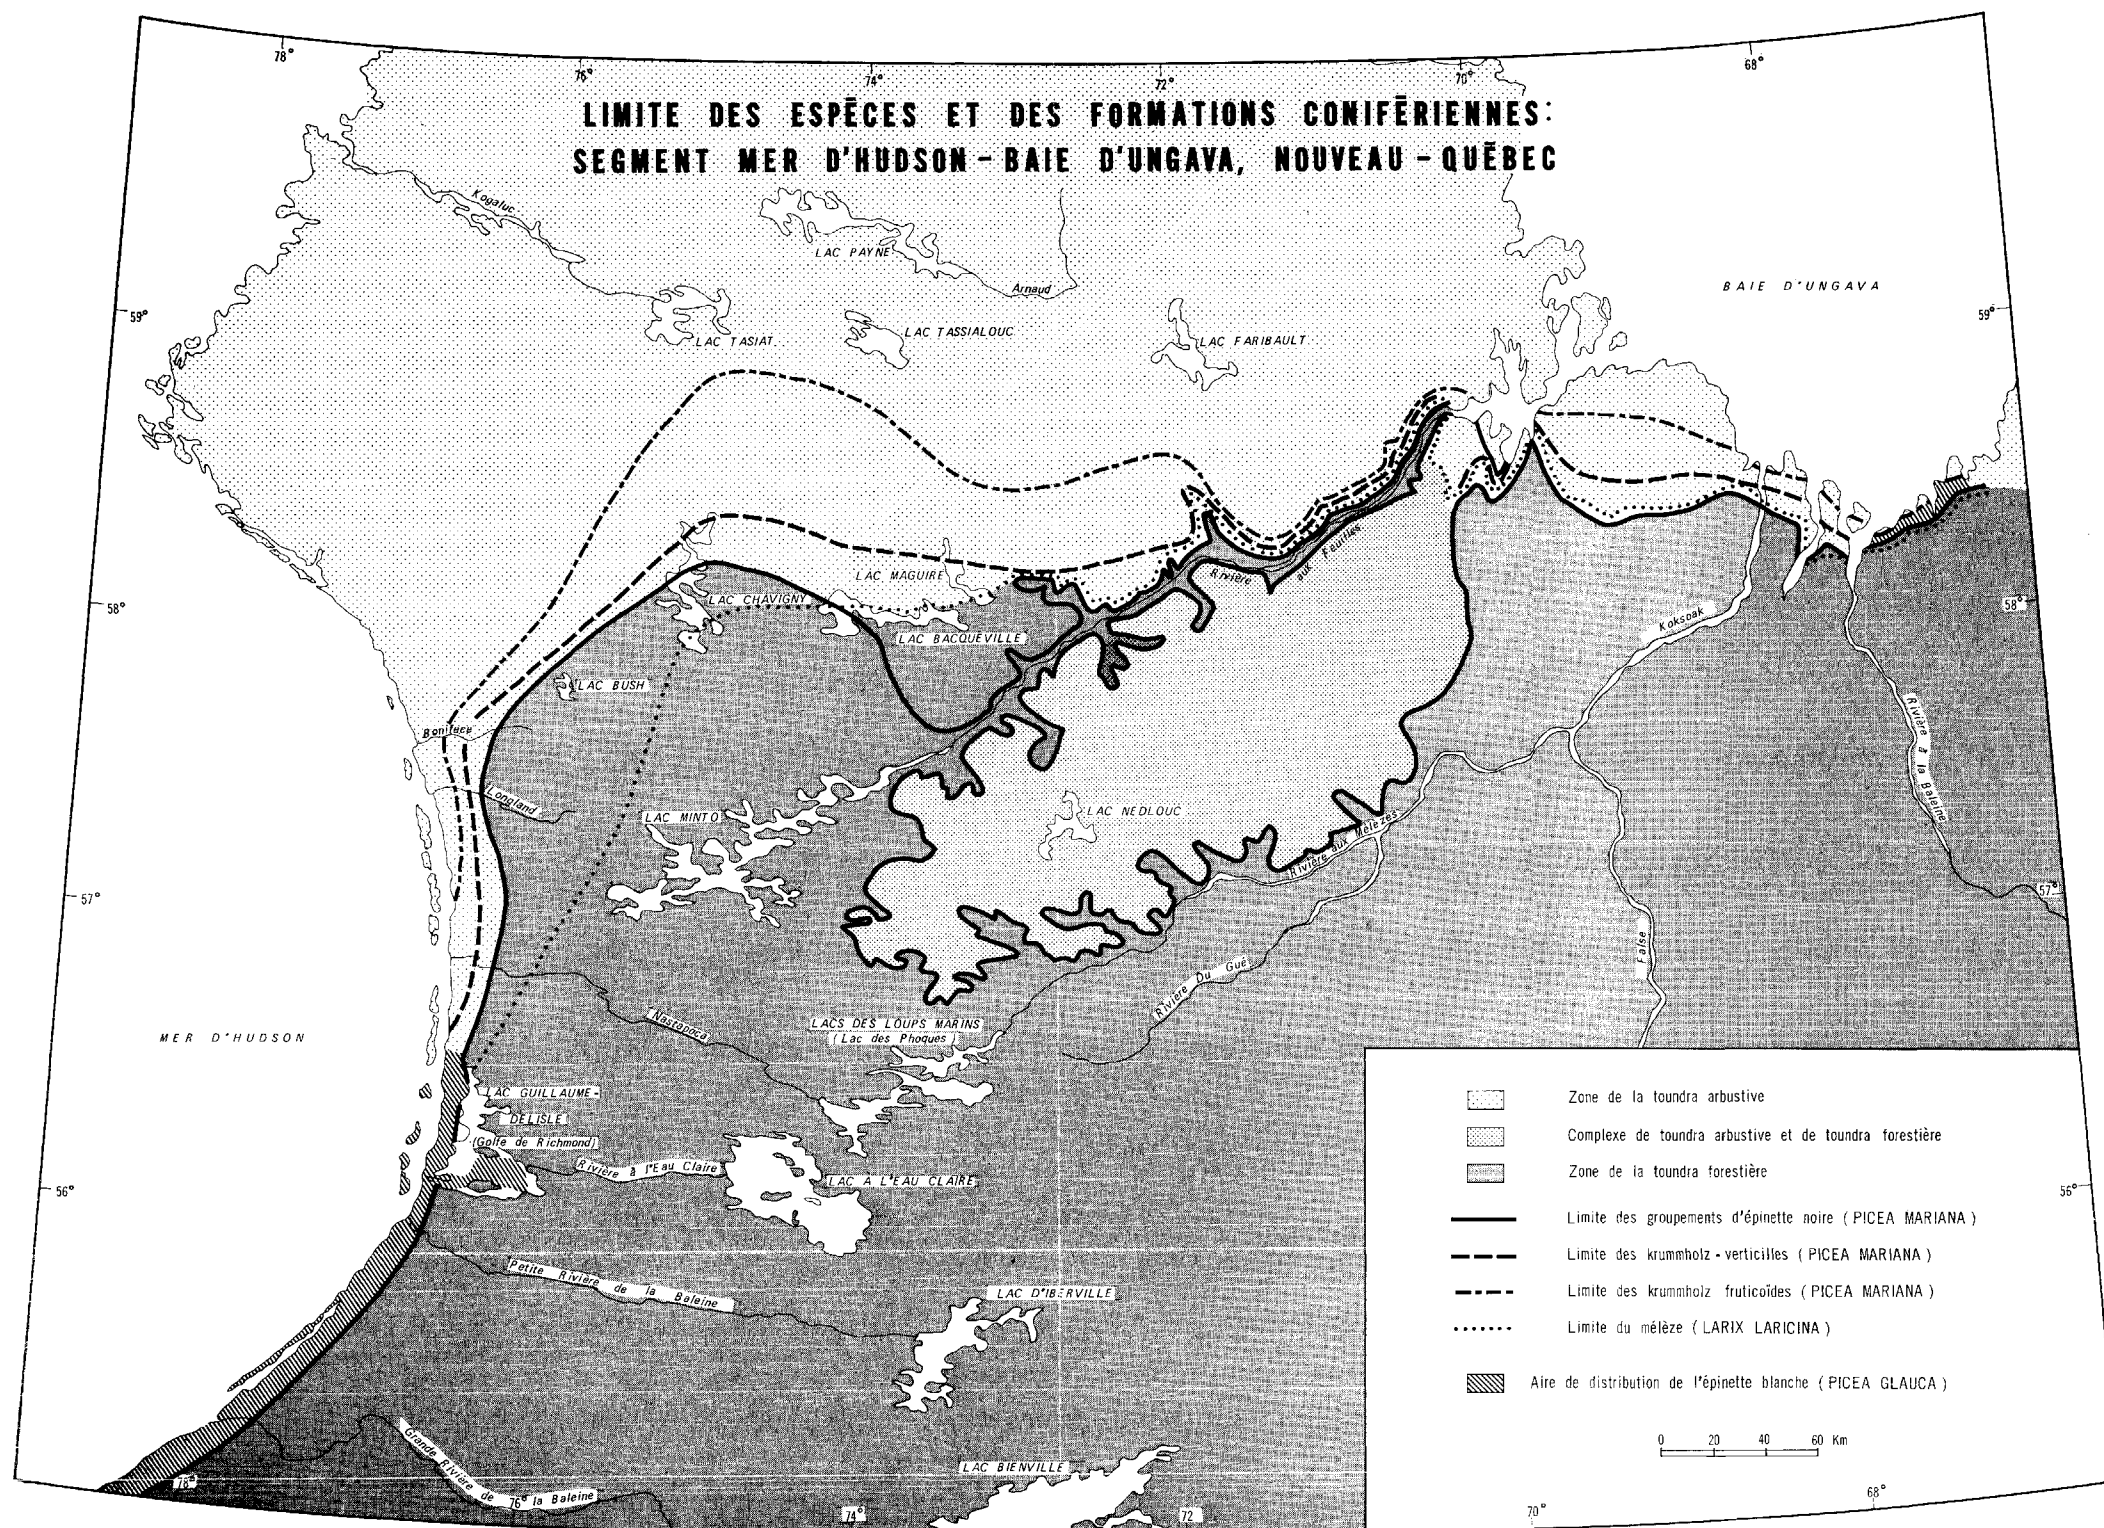 78°
76°
74°
72°
70°
68°
LIMITE DES ESPĒCES ET DES FORMATIONS CONIFĒRIENNES:
SEGMENT MER D'HUDSON - BAIE D'UNGAVA, NOUVEAU - QUĒBEC
Kogaluc
LAC PAYNE
Arnaud
BAIE D'UNGAVA
59°
59°
LAC TASIAT
LAC TASSIALOUC
LAC FARIBAULT
Rivière
aux Feuilles
LAC MAGUIRE
58°
LAC CHAVIGNY
58°
LAC BACQUEVILLE
Koksoak
LAC BUSH
Boniface
Rivière à la Baleine
Longland
LAC MINTO
LAC NEDLOUC
Rivière aux Mélèzes
57°
57°
False
Rivière Du Gué
Nastapoca
LACS DES LOUPS MARINS
(Lac des Phoques)
MER D'HUDSON
LAC GUILLAUME-
DELISLE
(Golfe de Richmond)
Rivière à l'Eau Claire
LAC A L'EAU CLAIRE
56°
56°
Petite Rivière de la Baleine
LAC D'IBERVILLE
Grande Rivière de la Baleine
LAC BIENVILLE
78°
76°
74°
72
70°
68°
Zone de la toundra arbustive
Complexe de toundra arbustive et de toundra forestière
Zone de la toundra forestière
Limite des groupements d'épinette noire (PICEA MARIANA)
Limite des krummholz - verticilles (PICEA MARIANA)
Limite des krummholz fruticoïdes (PICEA MARIANA)
Limite du mélèze (LARIX LARICINA)
Aire de distribution de l'épinette blanche (PICEA GLAUCA)
0 20 40 60 Km